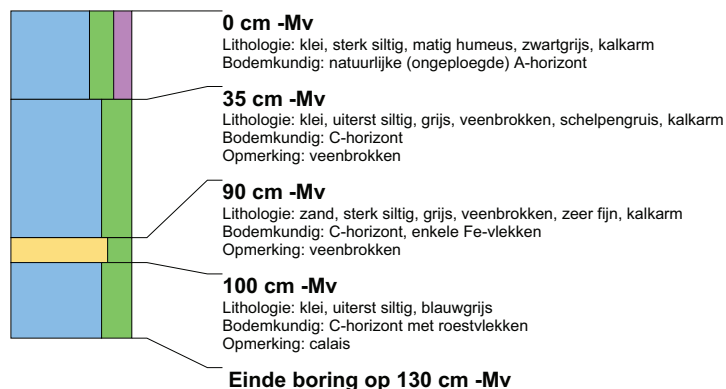 0 cm -Mv
Lithologie: klei, sterk siltig, matig humeus, zwartgrijs, kalkarm
Bodemkundig: natuurlijke (ongeploegde) A-horizont
35 cm -Mv
Lithologie: klei, uiterst siltig, grijs, veenbrokken, schelpengruis, kalkarm
Bodemkundig: C-horizont
Opmerking: veenbrokken
90 cm -Mv
Lithologie: zand, sterk siltig, grijs, veenbrokken, zeer fijn, kalkarm
Bodemkundig: C-horizont, enkele Fe-vlekken
Opmerking: veenbrokken
100 cm -Mv
Lithologie: klei, uiterst siltig, blauwgrijs
Bodemkundig: C-horizont met roestvlekken
Opmerking: calais
Einde boring op 130 cm -Mv